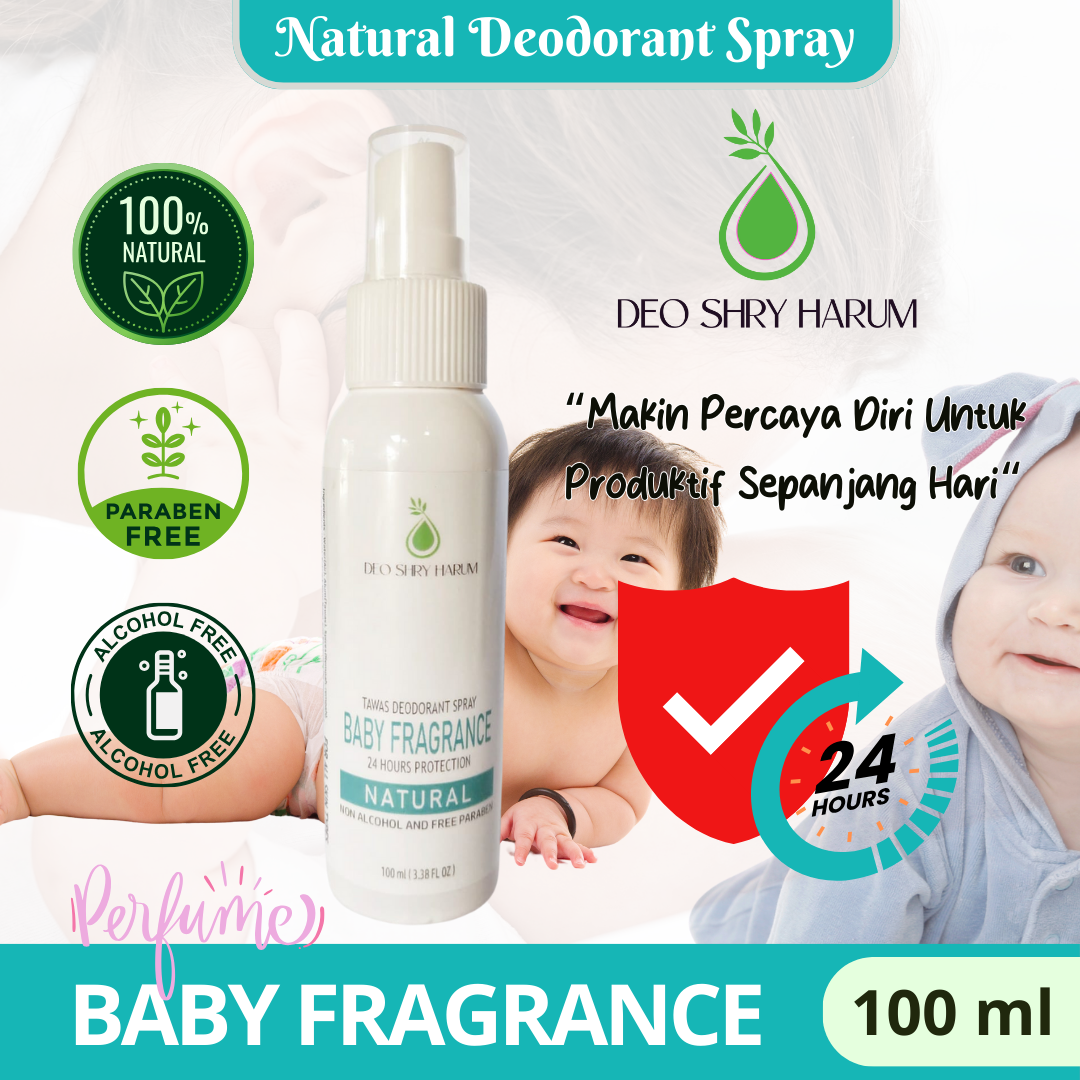 Natural Deodorant Spray
100%
NATURAL
DEO SHRY HARUM
"Makin Percaya Diri Untuk
Produktif Sepanjang Hari"
PARABEN
FREE
ALCOHOL FREE
ALCOHOL FREE
DEO SHRY HARUM
TAWAS DEODORANT SPRAY
BABY FRAGRANCE
24 HOURS PROTECTION
NATURAL
NON ALCOHOL AND FREE PARABEN
100 ml ( 3.38 FL OZ )
24
HOURS
Perfume
BABY FRAGRANCE
100 ml